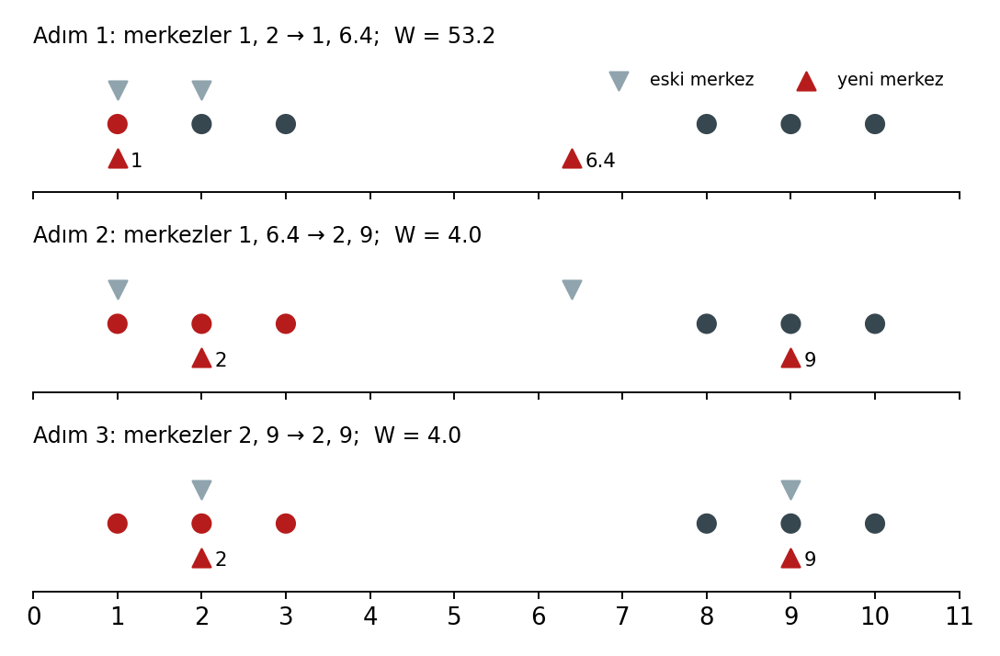 Adım 1: merkezler 1, 2 → 1, 6.4;  W = 53.2
eski merkez
yeni merkez
1
6.4
Adım 2: merkezler 1, 6.4 → 2, 9;  W = 4.0
2
9
Adım 3: merkezler 2, 9 → 2, 9;  W = 4.0
2
9
0 1 2 3 4 5 6 7 8 9 10 11